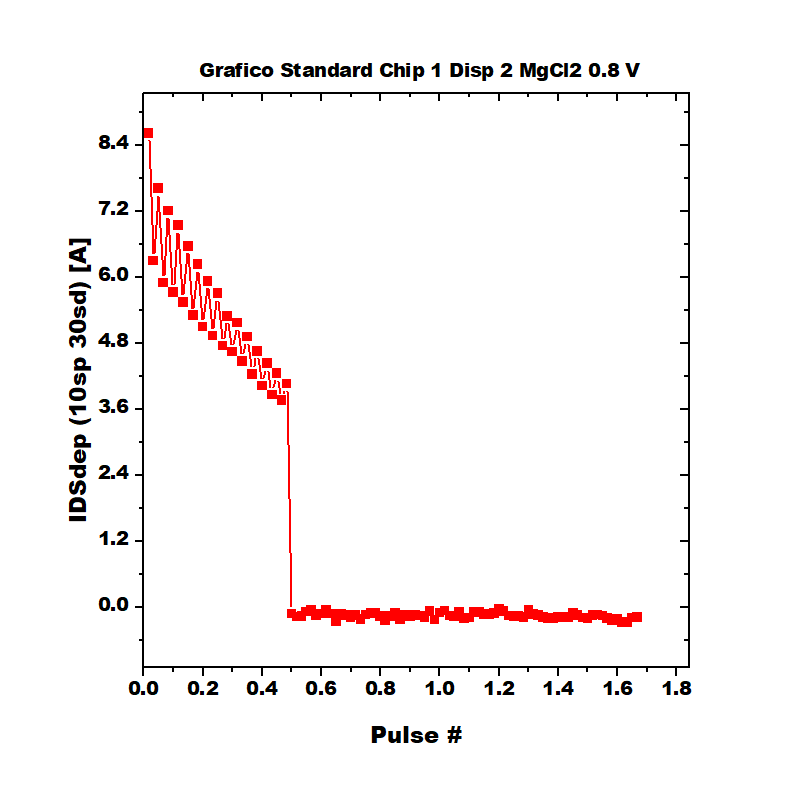 Grafico Standard Chip 1 Disp 2 MgCl2 0.8 V
8.4
7.2
6.0
4.8
3.6
2.4
1.2
0.0
IDSdep (10sp 30sd) [A]
0.0 0.2 0.4 0.6 0.8 1.0 1.2 1.4 1.6 1.8
Pulse #